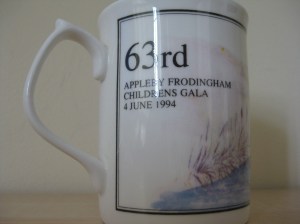 63rd
APPLEBY FRODINGHAM
CHILDRENS GALA
4 JUNE 1994